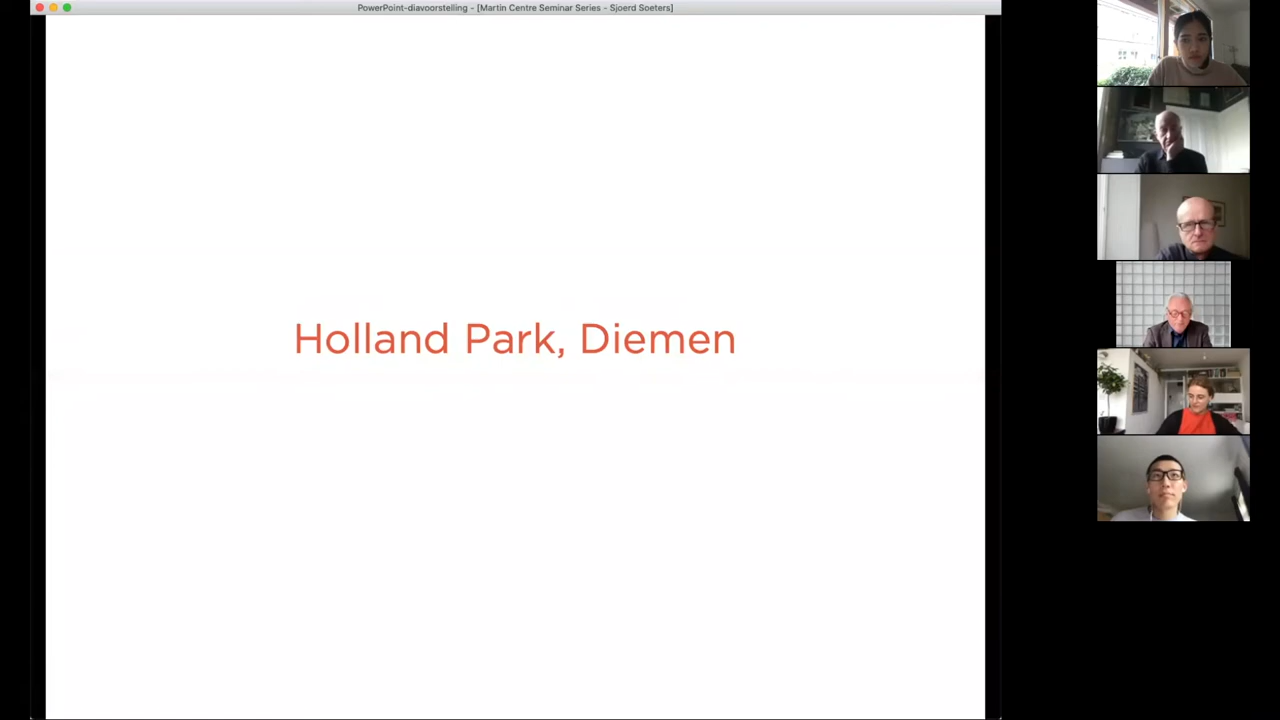 PowerPoint-diavoorstelling - [Martin Centre Seminar Series - Sjoerd Soeters]
Holland Park, Diemen